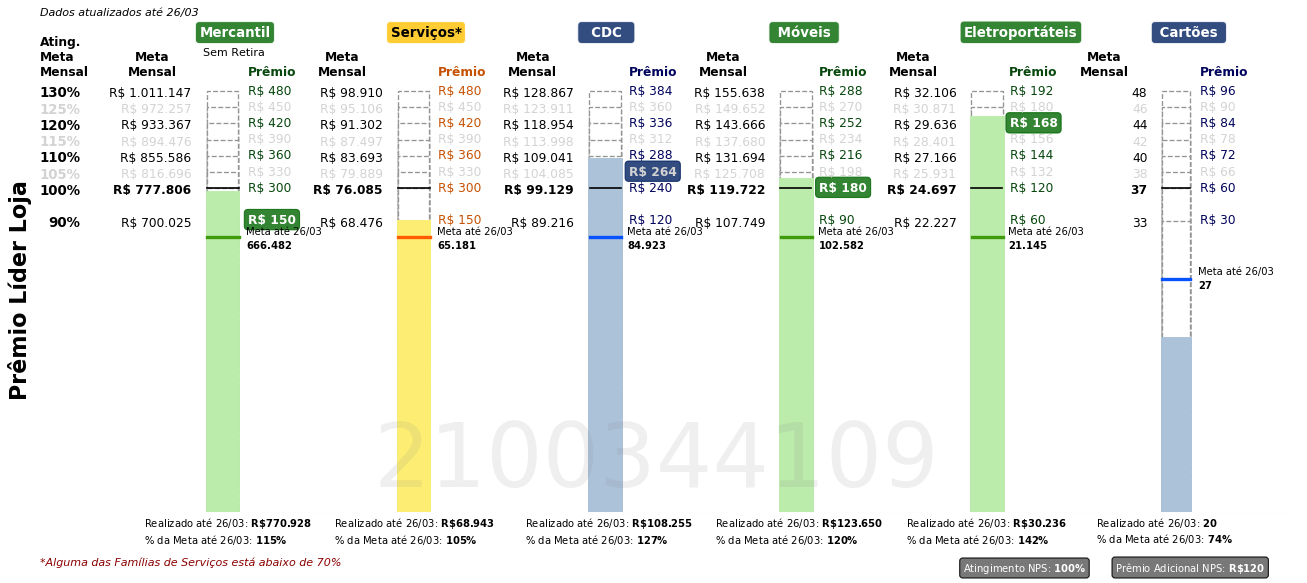 Dados atualizados até 26/03
Mercantil Serviços* CDC Móveis Eletroportáteis Cartões
Sem Retira
Ating. Meta Mensal Meta Mensal Prêmio Meta Mensal Prêmio Meta Mensal Prêmio Meta Mensal Prêmio Meta Mensal Prêmio Meta Mensal Prêmio
130% R$ 1.011.147 R$ 480 R$ 98.910 R$ 480 R$ 128.867 R$ 384 R$ 155.638 R$ 288 R$ 32.106 R$ 192 48 R$ 96
125% R$ 972.257 R$ 450 R$ 95.106 R$ 450 R$ 123.911 R$ 360 R$ 149.652 R$ 270 R$ 30.871 R$ 180 46 R$ 90
120% R$ 933.367 R$ 420 R$ 91.302 R$ 420 R$ 118.954 R$ 336 R$ 143.666 R$ 252 R$ 29.636 R$ 168 44 R$ 84
115% R$ 894.476 R$ 390 R$ 87.497 R$ 390 R$ 113.998 R$ 312 R$ 137.680 R$ 234 R$ 28.401 R$ 156 42 R$ 78
110% R$ 855.586 R$ 360 R$ 83.693 R$ 360 R$ 109.041 R$ 288 R$ 131.694 R$ 216 R$ 27.166 R$ 144 40 R$ 72
105% R$ 816.696 R$ 330 R$ 79.889 R$ 330 R$ 104.085 R$ 264 R$ 125.708 R$ 198 R$ 25.931 R$ 132 38 R$ 66
100% R$ 777.806 R$ 300 R$ 76.085 R$ 300 R$ 99.129 R$ 240 R$ 119.722 R$ 180 R$ 24.697 R$ 120 37 R$ 60
90% R$ 700.025 R$ 150 R$ 68.476 R$ 150 R$ 89.216 R$ 120 R$ 107.749 R$ 90 R$ 22.227 R$ 60 33 R$ 30
Meta até 26/03 Meta até 26/03 Meta até 26/03 Meta até 26/03 Meta até 26/03
666.482 65.181 84.923 102.582 21.145
Meta até 26/03
27
Prêmio Líder Loja
2100344109
Realizado até 26/03: R$770.928 Realizado até 26/03: R$68.943 Realizado até 26/03: R$108.255 Realizado até 26/03: R$123.650 Realizado até 26/03: R$30.236 Realizado até 26/03: 20
% da Meta até 26/03: 115% % da Meta até 26/03: 105% % da Meta até 26/03: 127% % da Meta até 26/03: 120% % da Meta até 26/03: 142% % da Meta até 26/03: 74%
*Alguma das Famílias de Serviços está abaixo de 70% Atingimento NPS: 100% Prêmio Adicional NPS: R$120